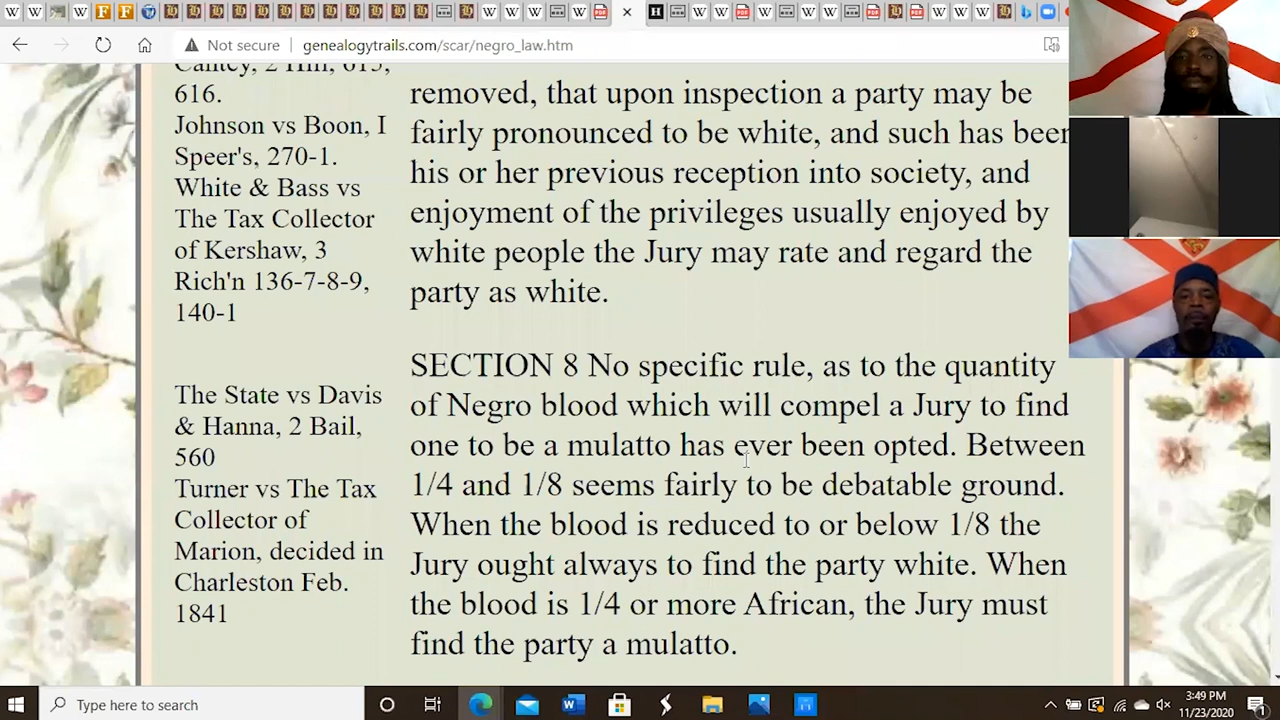 Not secure
genealogytrails.com/scar/negro_law.htm
616.
Johnson vs Boon, I
Speer's, 270-1.
White & Bass vs
The Tax Collector
of Kershaw, 3
Rich'n 136-7-8-9,
140-1
The State vs Davis
& Hanna, 2 Bail,
560
Turner vs The Tax
Collector of
Marion, decided in
Charleston Feb.
1841
removed, that upon inspection a party may be
fairly pronounced to be white, and such has been
his or her previous reception into society, and
enjoyment of the privileges usually enjoyed by
white people the Jury may rate and regard the
party as white.
SECTION 8 No specific rule, as to the quantity
of Negro blood which will compel a Jury to find
one to be a mulatto has ever been opted. Between
1/4 and 1/8 seems fairly to be debatable ground.
When the blood is reduced to or below 1/8 the
Jury ought always to find the party white. When
the blood is 1/4 or more African, the Jury must
find the party a mulatto.
Type here to search
3:49 PM
11/23/2020